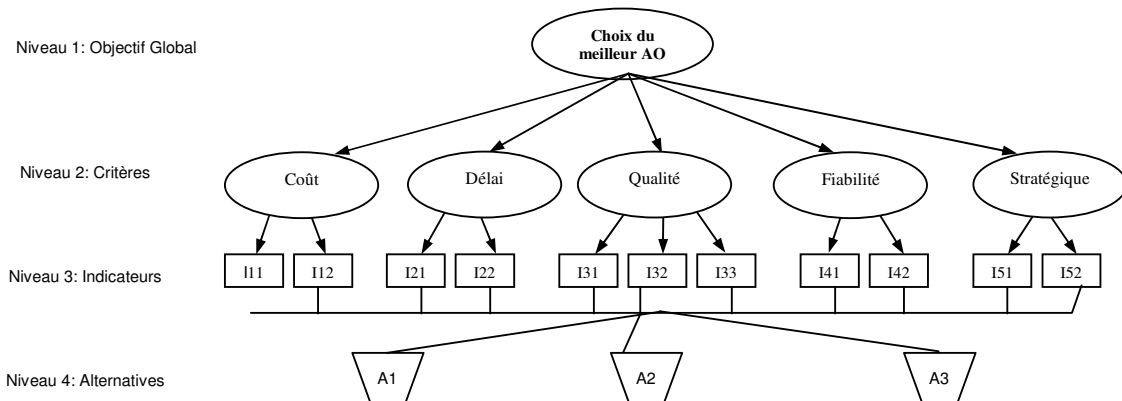 Niveau 1: Objectif Global
Choix du
meilleur AO
Niveau 2: Critères
Coût
Délai
Qualité
Fiabilité
Stratégique
Niveau 3: Indicateurs
I11
I12
I21
I22
I31
I32
I33
I41
I42
I51
I52
Niveau 4: Alternatives
A1
A2
A3